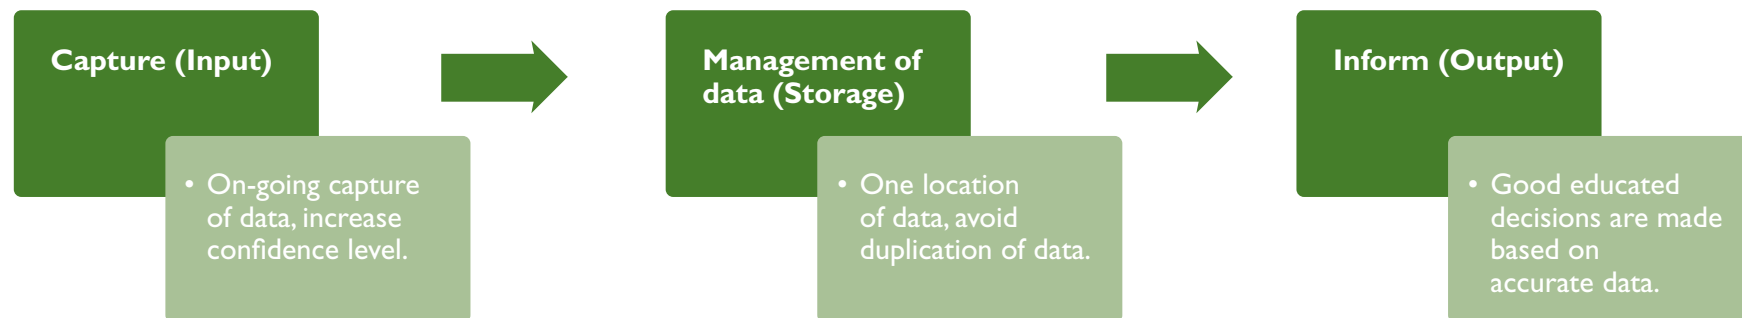 Capture (Input)
• On-going capture
of data, increase
confidence level.
Management of
data (Storage)
• One location
of data, avoid
duplication of data.
Inform (Output)
• Good educated
decisions are made
based on
accurate data.